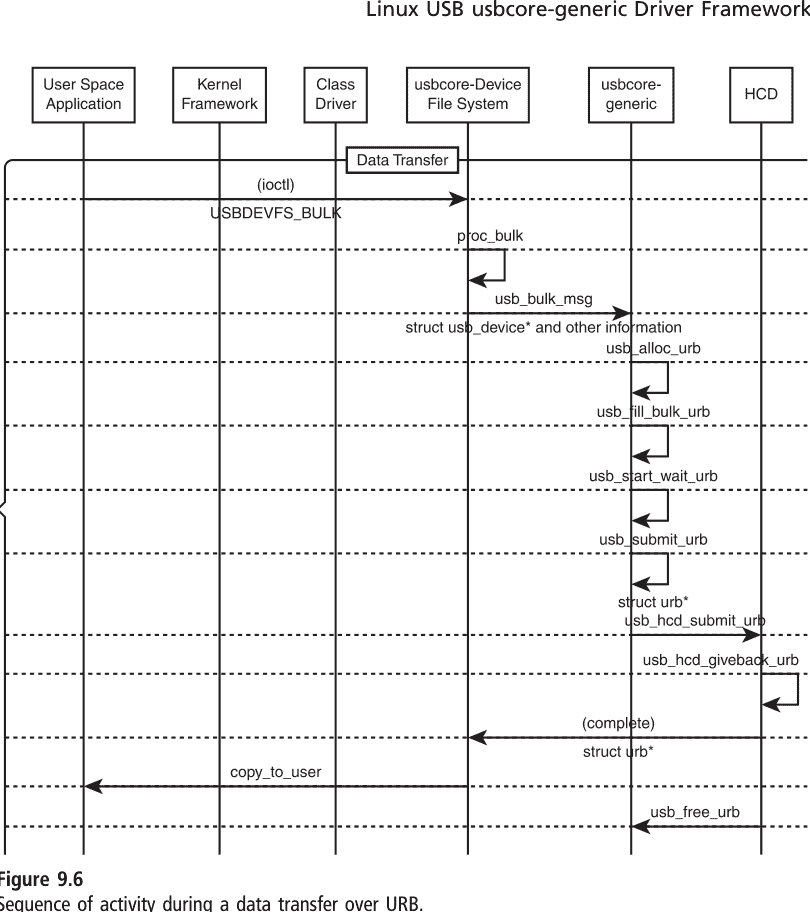 Linux USB usbcore-generic Driver Framework
User Space
Application
Kernel
Framework
Class
Driver
usbcore-Device
File System
usbcore-
generic
HCD
Data Transfer
(ioctl)
USBDEVFS_BULK
proc_bulk
usb_bulk_msg
struct usb_device* and other information
usb_alloc_urb
usb_fill_bulk_urb
usb_start_wait_urb
usb_submit_urb
struct urb*
usb_hcd_submit_urb
usb_hcd_giveback_urb
(complete)
struct urb*
copy_to_user
usb_free_urb
Figure 9.6
Sequence of activity during a data transfer over URB.